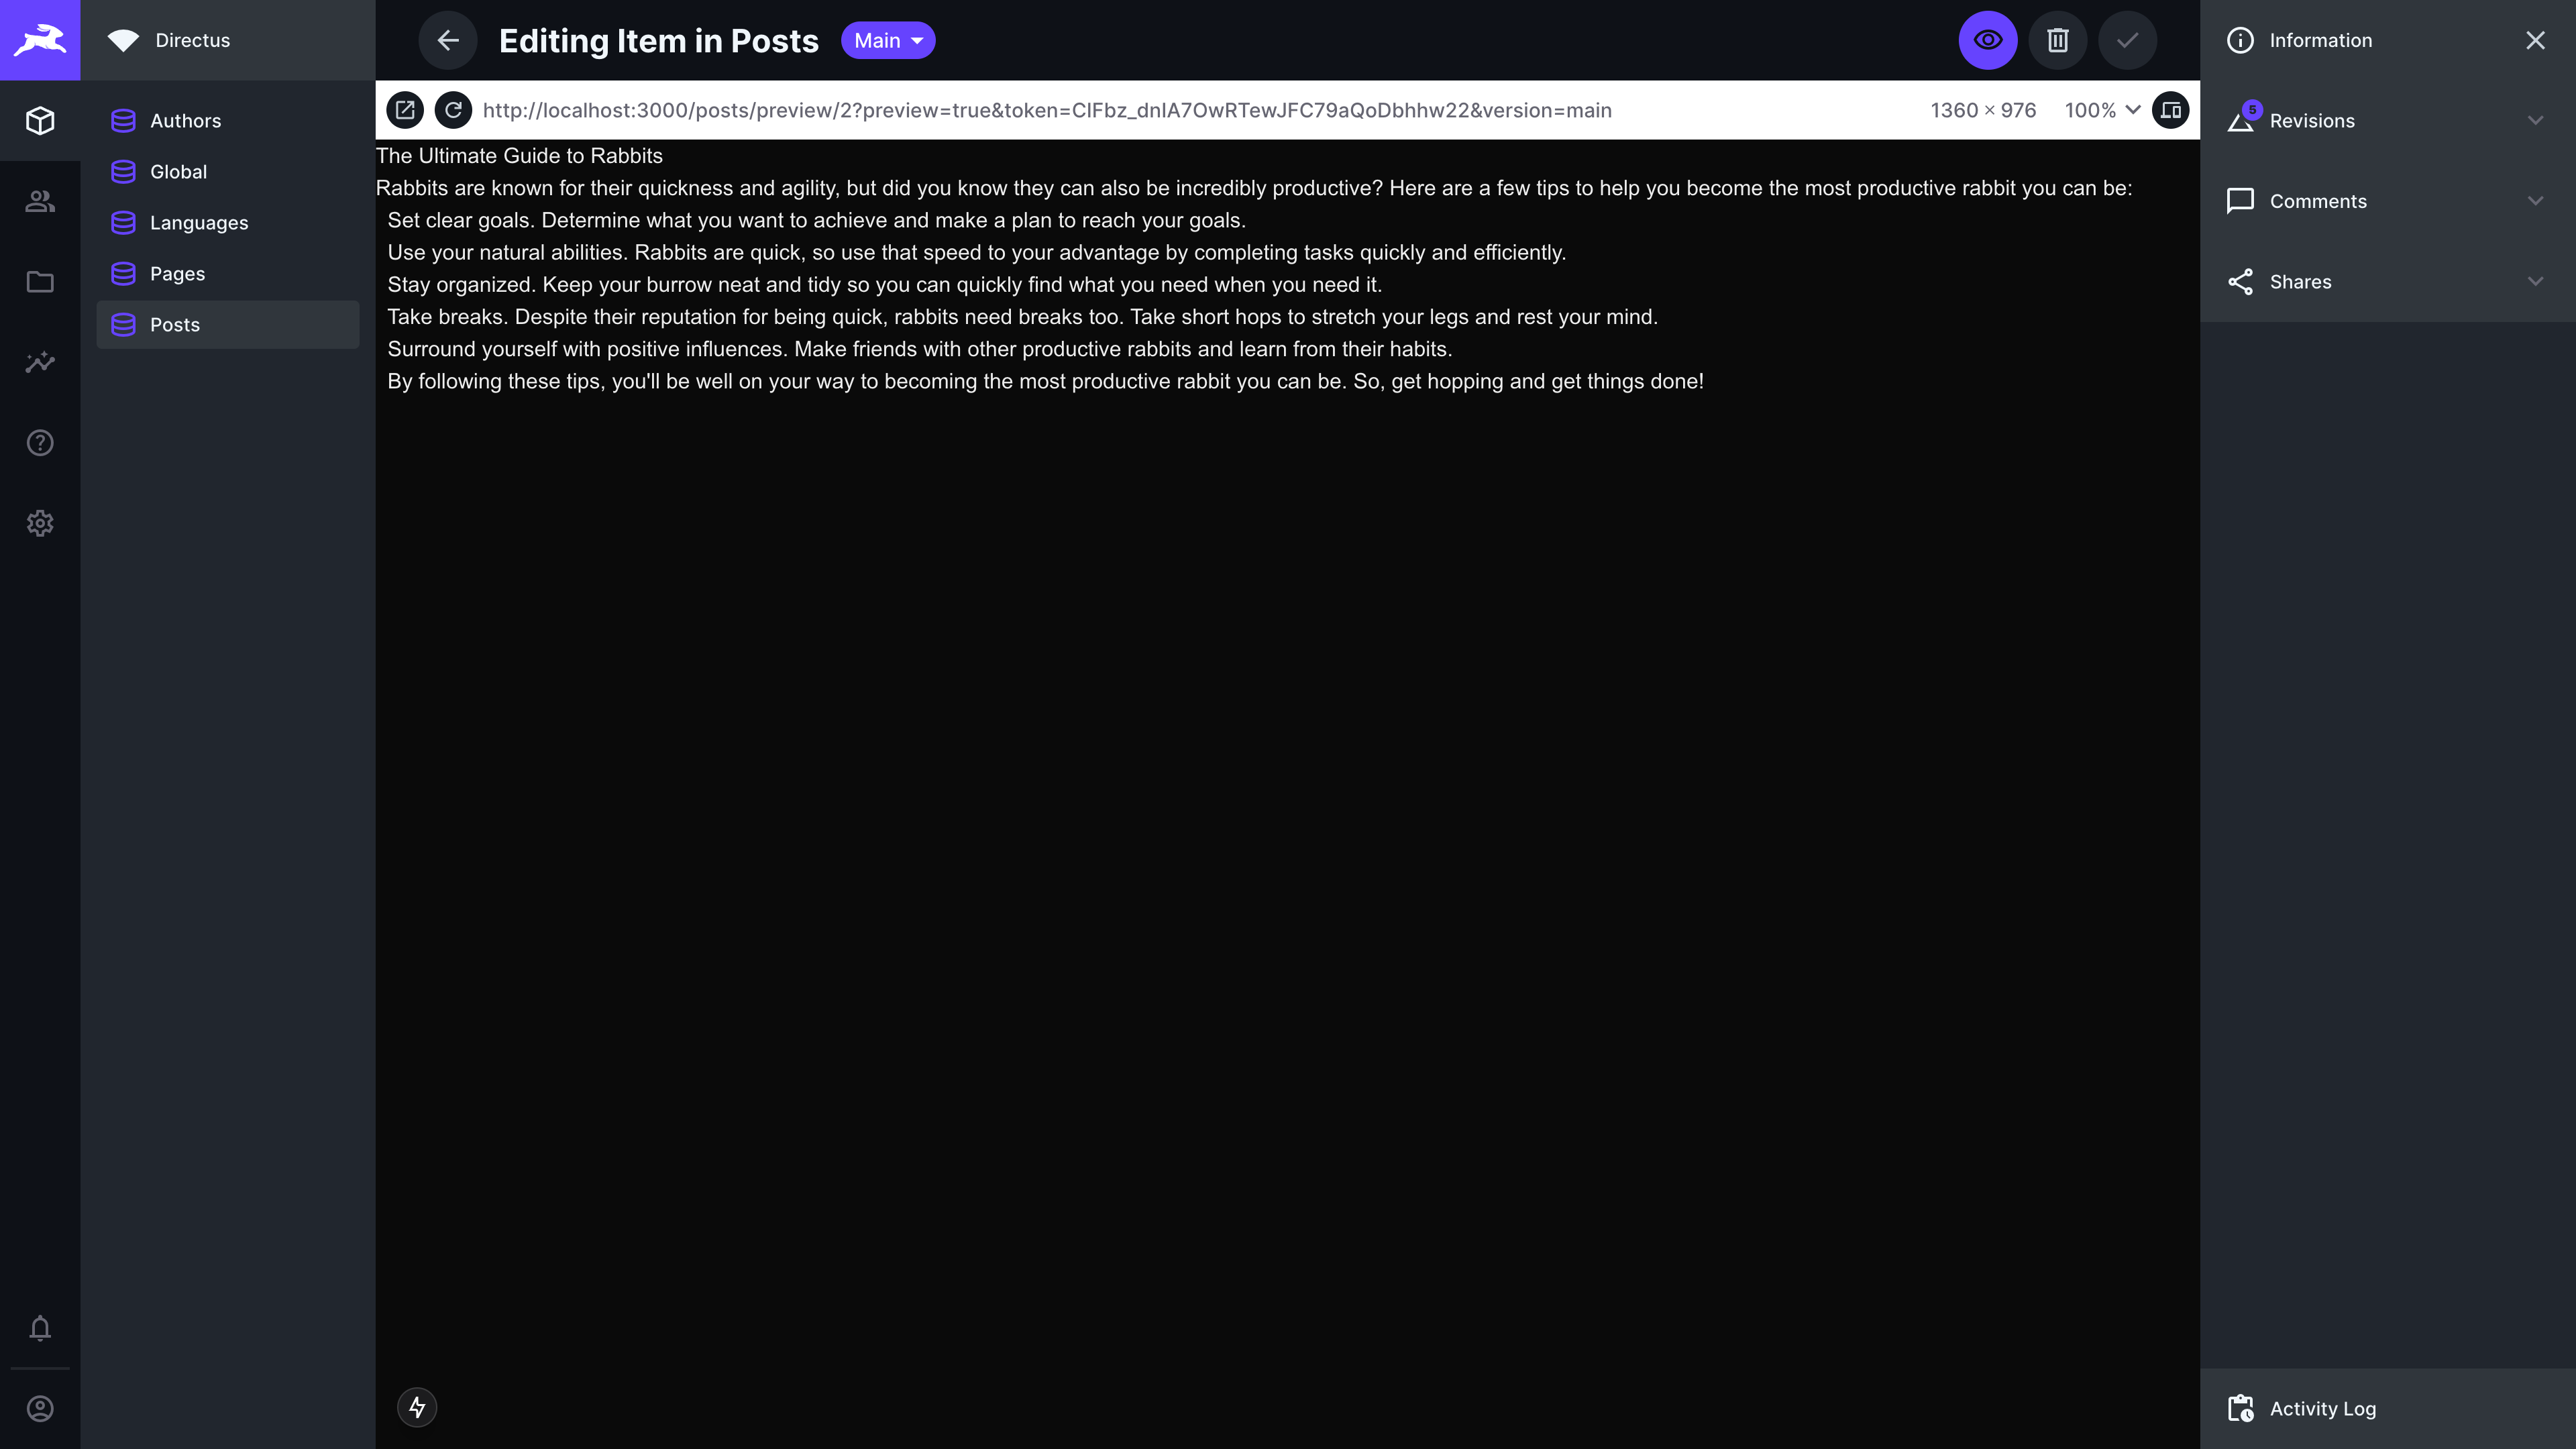 Directus
Authors
Global
Languages
Pages
Posts
Editing Item in Posts
Main
http://localhost:3000/posts/preview/2?preview=true&token=CIFbz_dnIA7OwRTewJFC79aQoDbhhw22&version=main
1360 × 976
100%
The Ultimate Guide to Rabbits
Rabbits are known for their quickness and agility, but did you know they can also be incredibly productive? Here are a few tips to help you become the most productive rabbit you can be:
Set clear goals. Determine what you want to achieve and make a plan to reach your goals.
Use your natural abilities. Rabbits are quick, so use that speed to your advantage by completing tasks quickly and efficiently.
Stay organized. Keep your burrow neat and tidy so you can quickly find what you need when you need it.
Take breaks. Despite their reputation for being quick, rabbits need breaks too. Take short hops to stretch your legs and rest your mind.
Surround yourself with positive influences. Make friends with other productive rabbits and learn from their habits.
By following these tips, you'll be well on your way to becoming the most productive rabbit you can be. So, get hopping and get things done!
Information
5
Revisions
Comments
Shares
Activity Log